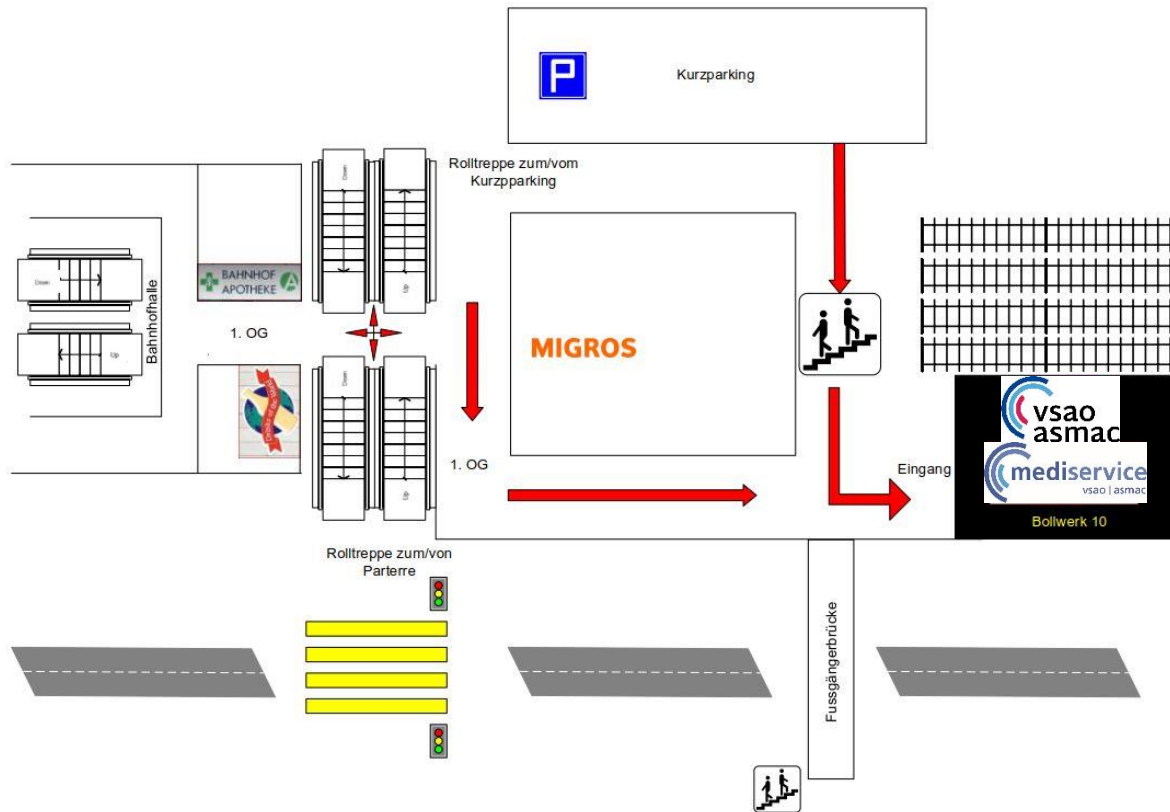 P
Kurzparking
Rolltreppe zum/vom
Kurzpparking
Down
Up
Down
Up
Bahnhofhalle
BAHNHOF
APOTHEKE A
1. OG
MIGROS
Down
Up
1. OG
vsao
asmac
Eingang
mediservice
vsao | asmac
Bollwerk 10
Rolltreppe zum/von
Parterre
Fussgängerbrücke